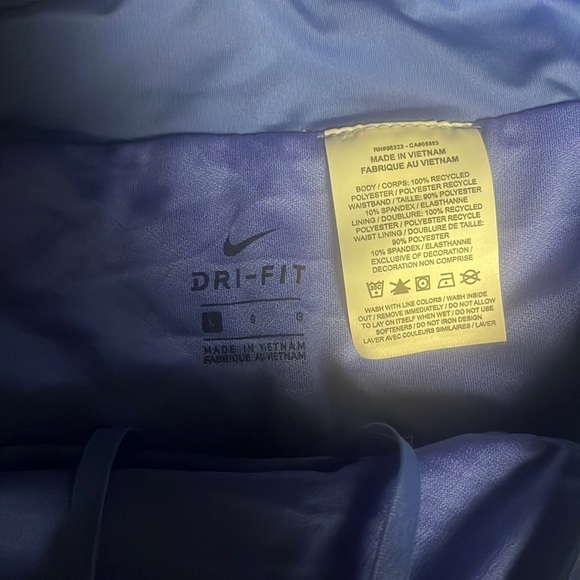 DRI-FIT
L G G
MADE IN VIETNAM
FABRIQUE AU VIETNAM
RN#96323 - CA#05553
MADE IN VIETNAM
FABRIQUE AU VIETNAM
BODY / CORPS: 100% RECYCLED
POLYESTER / POLYESTER RECYCLE
WAISTBAND / TAILLE: 90% POLYESTER
10% SPANDEX / ELASTHANNE
LINING / DOUBLURE: 100% RECYCLED
POLYESTER / POLYESTER RECYCLE
WAIST LINING / DOUBLURE DE TAILLE:
90% POLYESTER
10% SPANDEX / ELASTHANNE
EXCLUSIVE OF DECORATION /
DECORATION NON COMPRISE
WASH WITH LIKE COLORS / WASH INSIDE
OUT / REMOVE IMMEDIATELY / DO NOT ALLOW
TO LAY ON ITSELF WHEN WET / DO NOT USE
SOFTENERS / DO NOT IRON DESIGN
LAVER AVEC COULEURS SIMILAIRES / LAVER